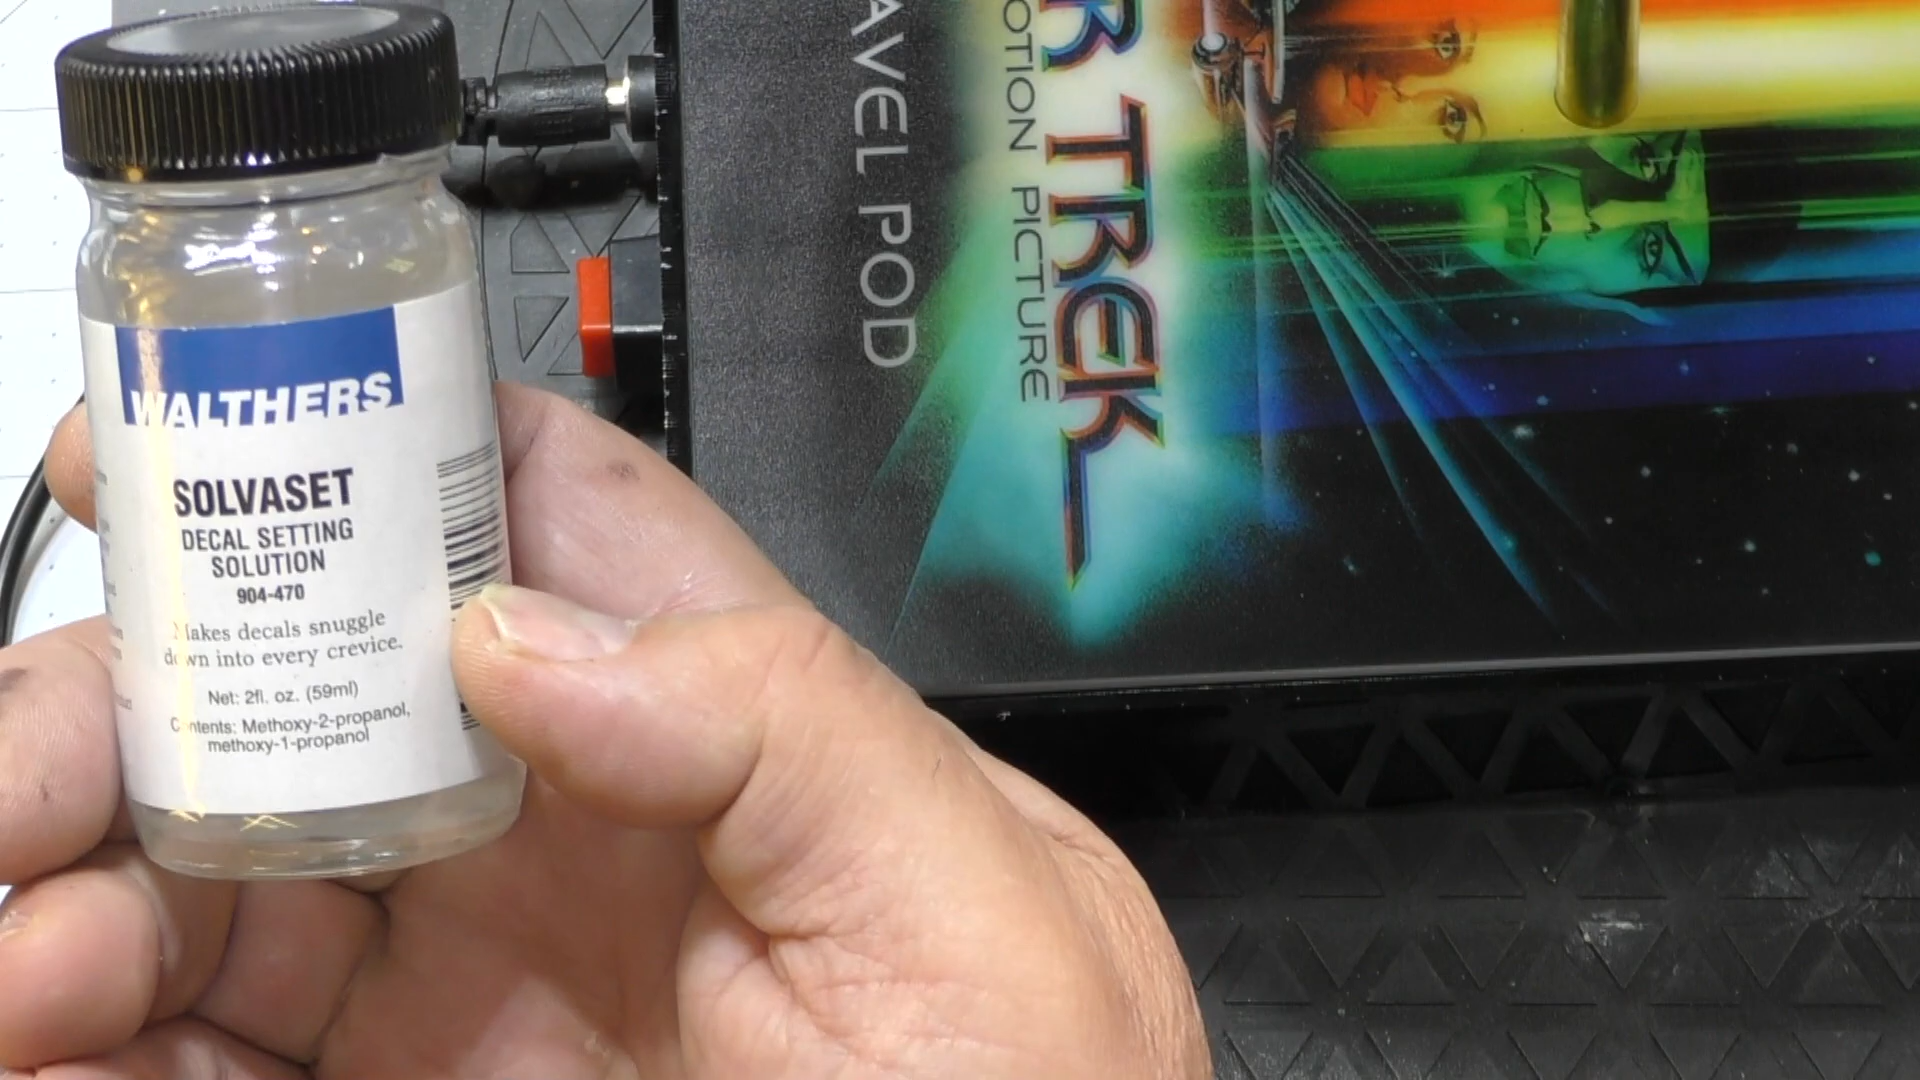 WALTHERS
SOLVASET
DECAL SETTING
SOLUTION
904-470
Makes decals snuggle
down into every crevice.
Net: 2fl. oz. (59ml)
Contents: Methoxy-2-propanol,
methoxy-1-propanol
R TREK
OTION PICTURE
AVEL POD